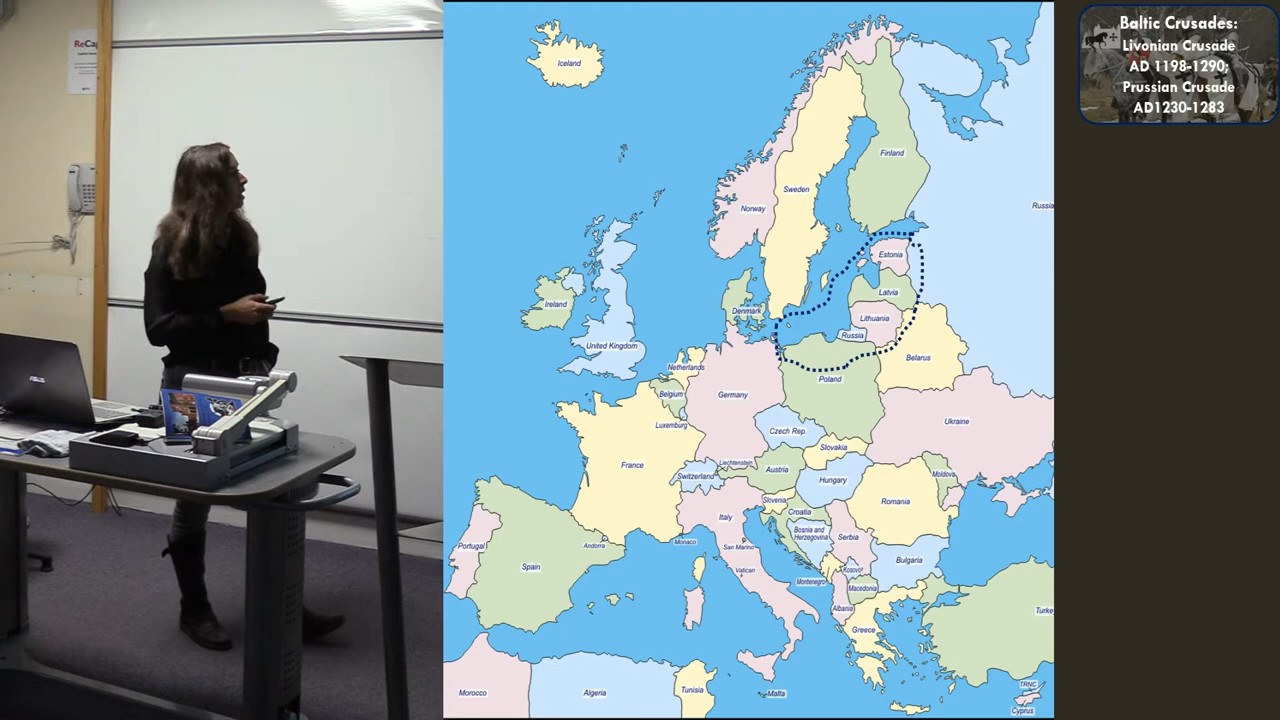 ReCap
ASUS
Iceland
Finland
Sweden
Norway
Russia
Estonia
Latvia
Lithuania
Russia
Denmark
Ireland
United Kingdom
Belarus
Netherlands
Poland
Belgium
Germany
Luxemburg
Czech Rep.
Ukraine
Slovakia
France
Liechtenstein
Switzerland
Austria
Hungary
Moldova
Slovenia
Romania
Croatia
Italy
Bosnia and
Herzegovina
Serbia
Portugal
Andorra
Monaco
San Marino
Bulgaria
Spain
Vatican
Kosovo
Montenegro
Macedonia
Albania
Turkey
Greece
TRNC
Morocco
Algeria
Tunisia
Malta
Cyprus
Baltic Crusades:
Livonian Crusade
AD 1198-1290;
Prussian Crusade
AD1230-1283